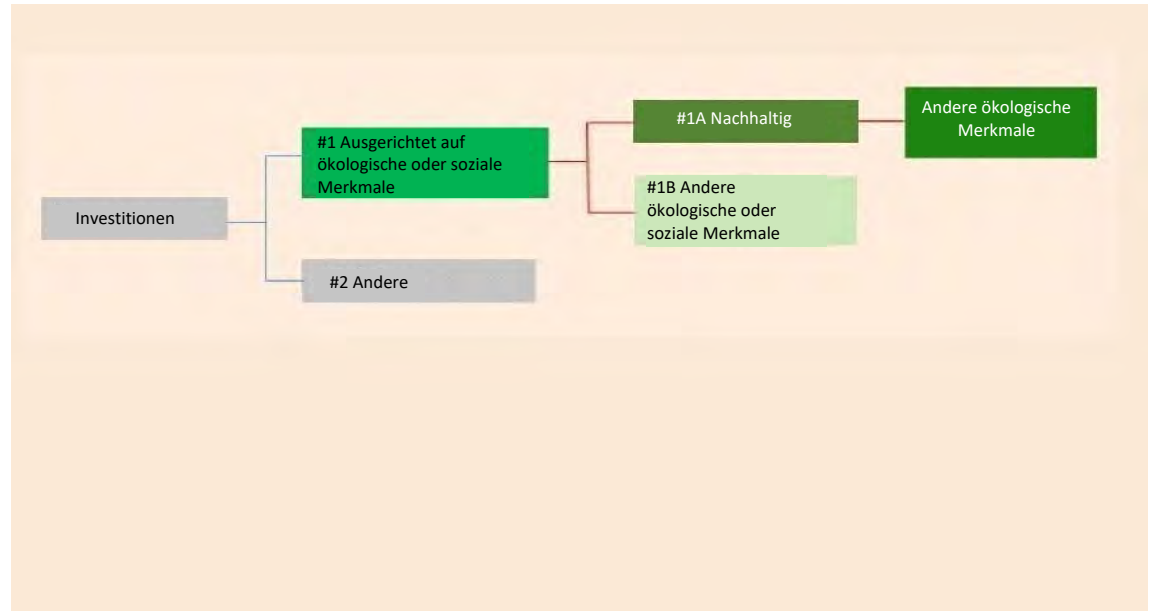 Investitionen
#1 Ausgerichtet auf
ökologische oder soziale
Merkmale
#2 Andere
#1A Nachhaltig
#1B Andere
ökologische oder
soziale Merkmale
Andere ökologische
Merkmale